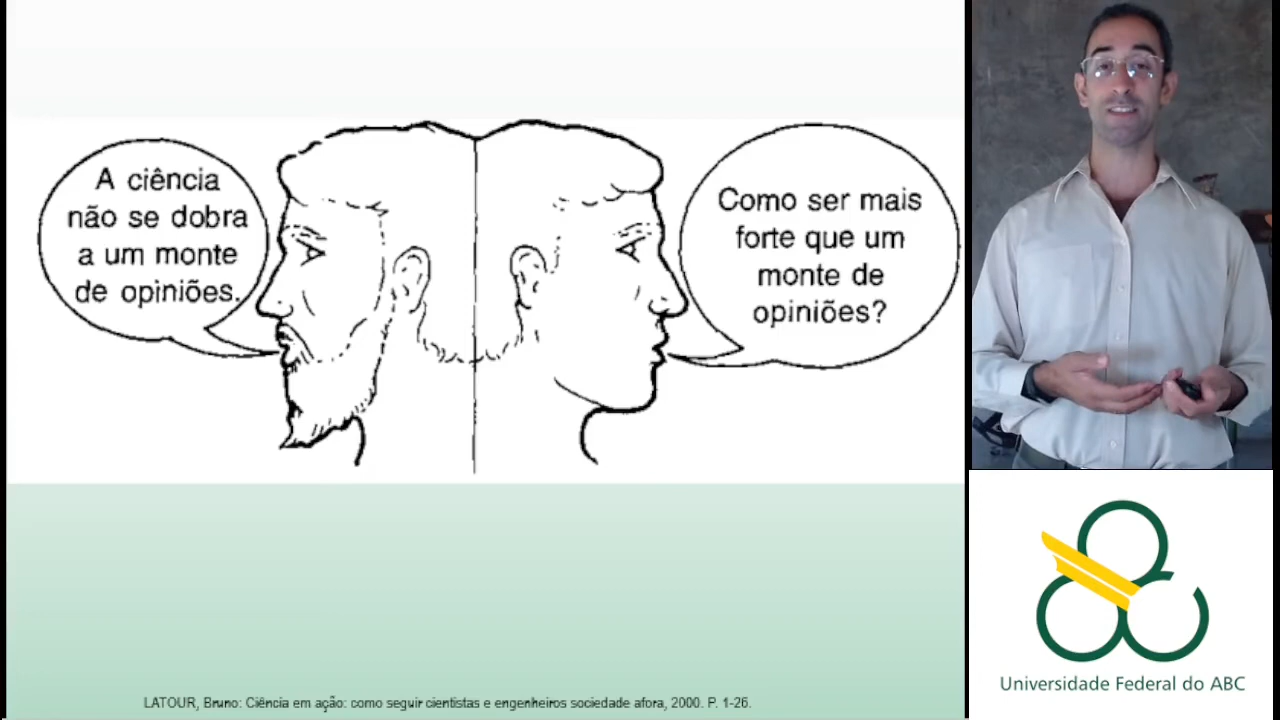 A ciência
não se dobra
a um monte
de opiniões.
Como ser mais
forte que um
monte de
opiniões?
LATOUR, Bruno: Ciência em ação: como seguir cientistas e engenheiros sociedade afora, 2000. P. 1-26.
Universidade Federal do ABC